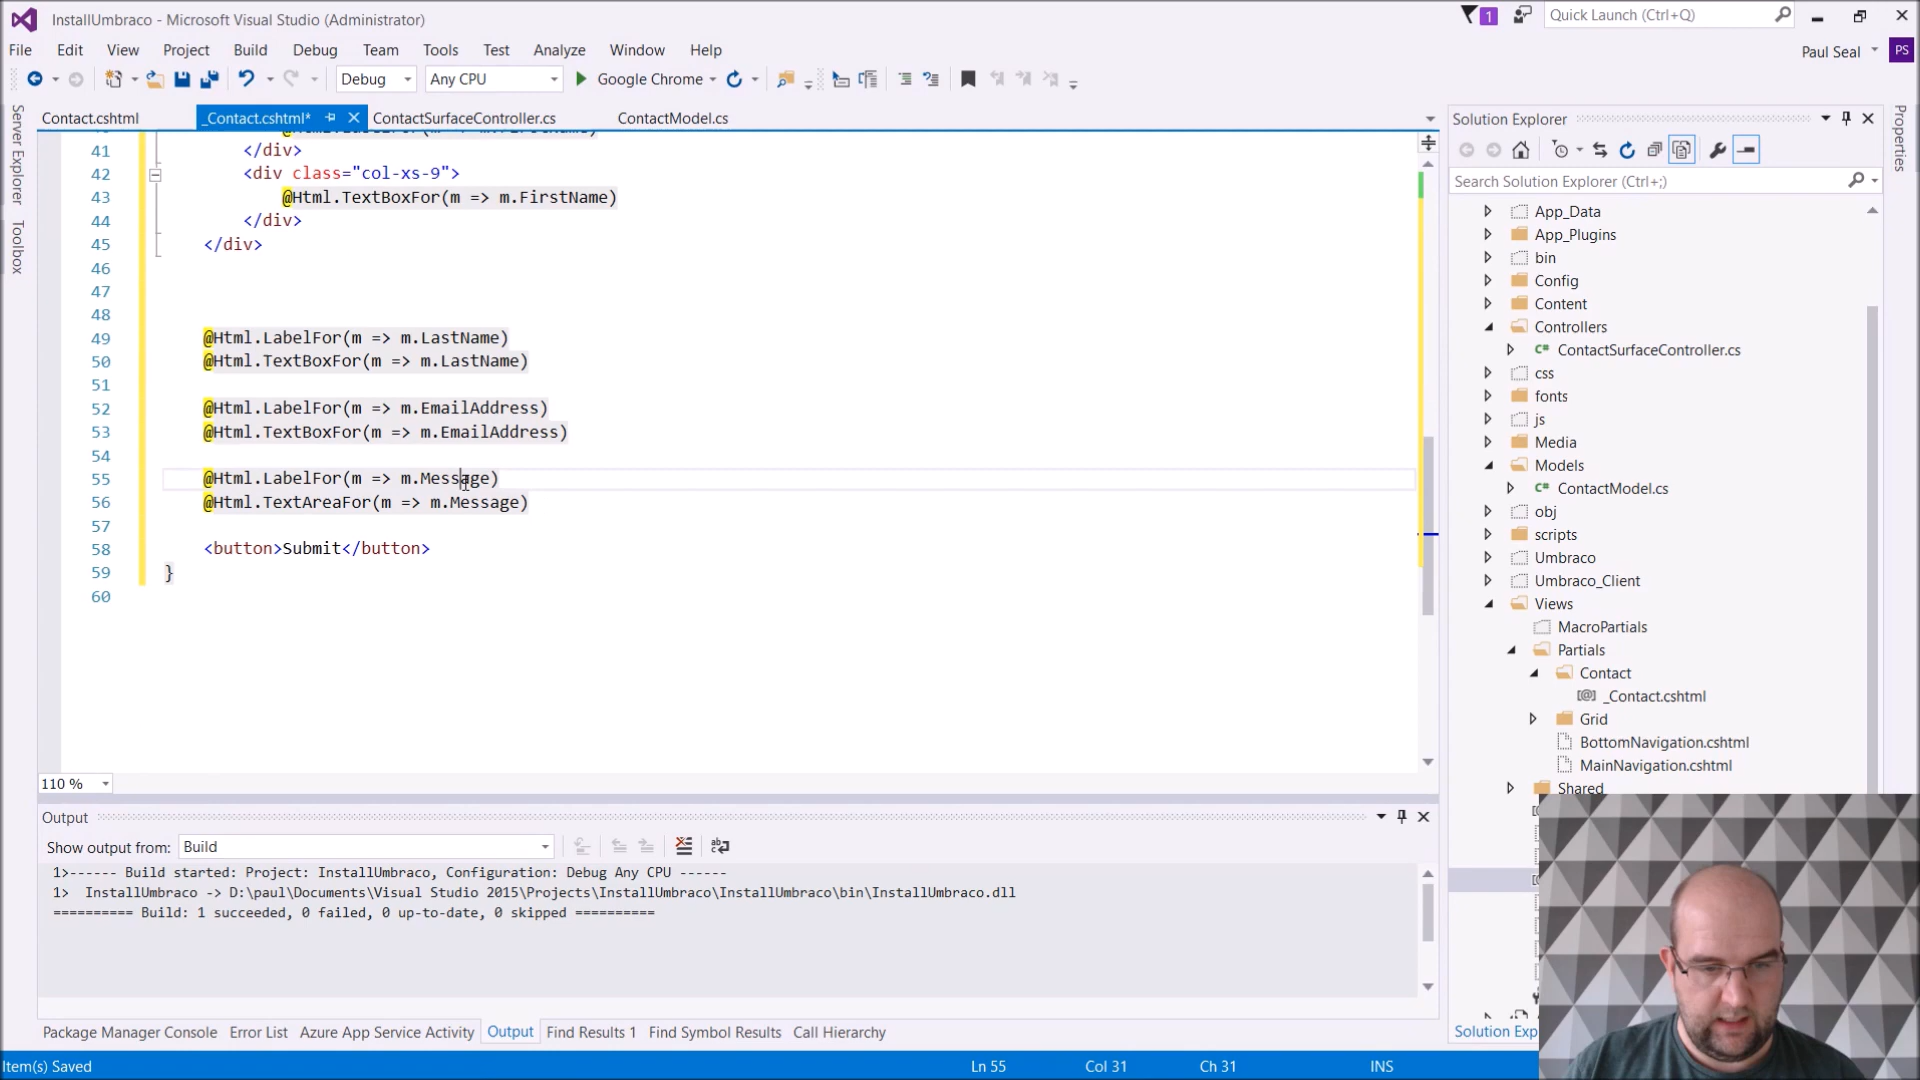 InstallUmbraco - Microsoft Visual Studio (Administrator)
1
Quick Launch (Ctrl+Q)
File Edit View Project Build Debug Team Tools Test Analyze Window Help
Paul Seal
PS
Debug
Any CPU
Google Chrome
Server Explorer
Toolbox
Contact.cshtml
_Contact.cshtml*
ContactSurfaceController.cs
ContactModel.cs
41 </div>
42 <div class="col-xs-9">
43 @Html.TextBoxFor(m => m.FirstName)
44 </div>
45 </div>
46
47
48
49 @Html.LabelFor(m => m.LastName)
50 @Html.TextBoxFor(m => m.LastName)
51
52 @Html.LabelFor(m => m.EmailAddress)
53 @Html.TextBoxFor(m => m.EmailAddress)
54
55 @Html.LabelFor(m => m.Message)
56 @Html.TextAreaFor(m => m.Message)
57
58 <button>Submit</button>
59 }
60
110 %
Output
Show output from: Build
1>------ Build started: Project: InstallUmbraco, Configuration: Debug Any CPU ------
1> InstallUmbraco -> D:\paul\Documents\Visual Studio 2015\Projects\InstallUmbraco\InstallUmbraco\bin\InstallUmbraco.dll
========== Build: 1 succeeded, 0 failed, 0 up-to-date, 0 skipped ==========
Package Manager Console Error List Azure App Service Activity Output Find Results 1 Find Symbol Results Call Hierarchy
Item(s) Saved
Ln 55
Col 31
Ch 31
INS
Solution Explorer
Search Solution Explorer (Ctrl+;)
App_Data
App_Plugins
bin
Config
Content
Controllers
C# ContactSurfaceController.cs
css
fonts
js
Media
Models
C# ContactModel.cs
obj
scripts
Umbraco
Umbraco_Client
Views
MacroPartials
Partials
Contact
[@] _Contact.cshtml
Grid
BottomNavigation.cshtml
MainNavigation.cshtml
Shared
Solution Exp
Properties